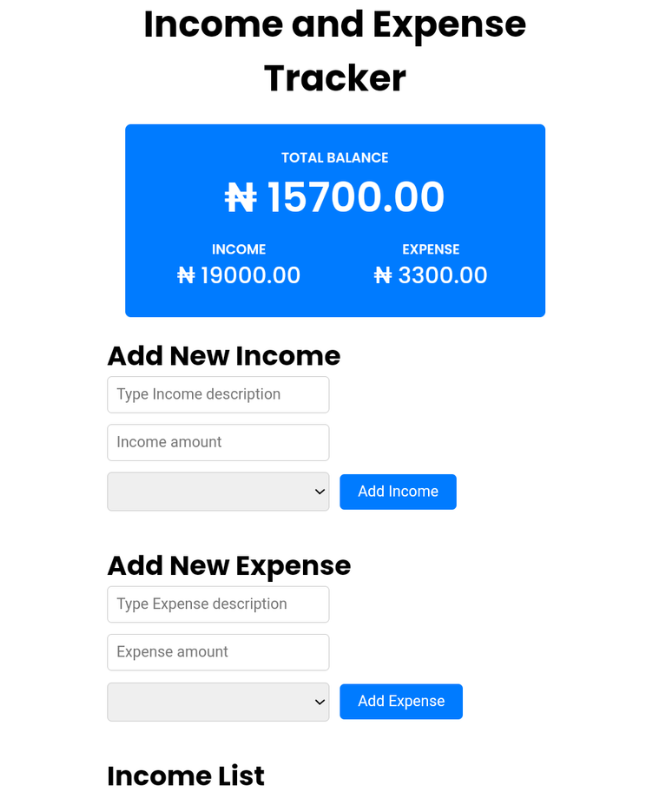 Income and Expense
Tracker
TOTAL BALANCE
₦ 15700.00
INCOME
EXPENSE
₦ 19000.00
₦ 3300.00
Add New Income
Type Income description
Income amount
Add Income
Add New Expense
Type Expense description
Expense amount
Add Expense
Income List